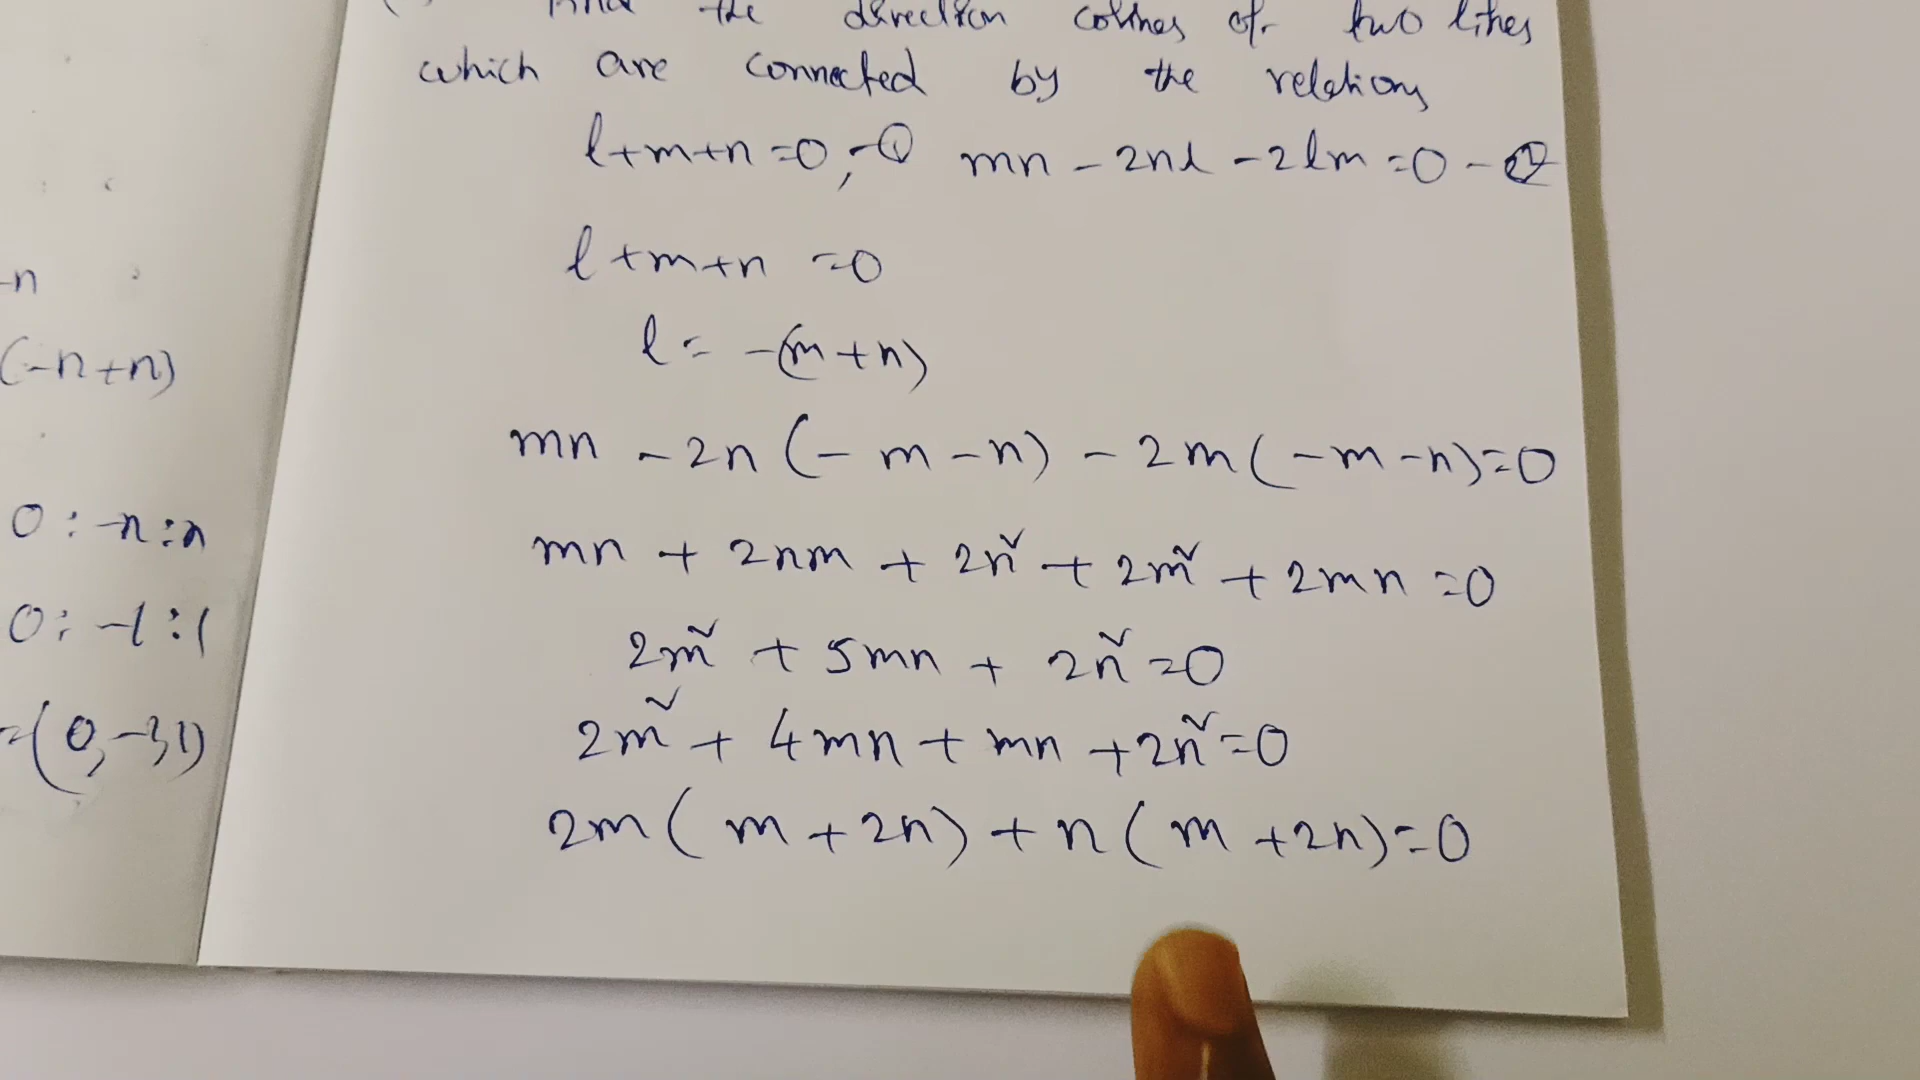 -n
(-n+n)
0 : -n : n
0 : -1 : 1
=(0,-1,1)
Find the direction cosines of two lines
which are connected by the relations
l+m+n=0, -① mn - 2nl - 2lm = 0 - ②
l+m+n = 0
l = -(m+n)
mn - 2n (-m-n) - 2m (-m-n) = 0
mn + 2nm + 2n² + 2m² + 2mn = 0
2m² + 5mn + 2n² = 0
2m² + 4mn + mn + 2n² = 0
2m (m+2n) + n (m+2n) = 0